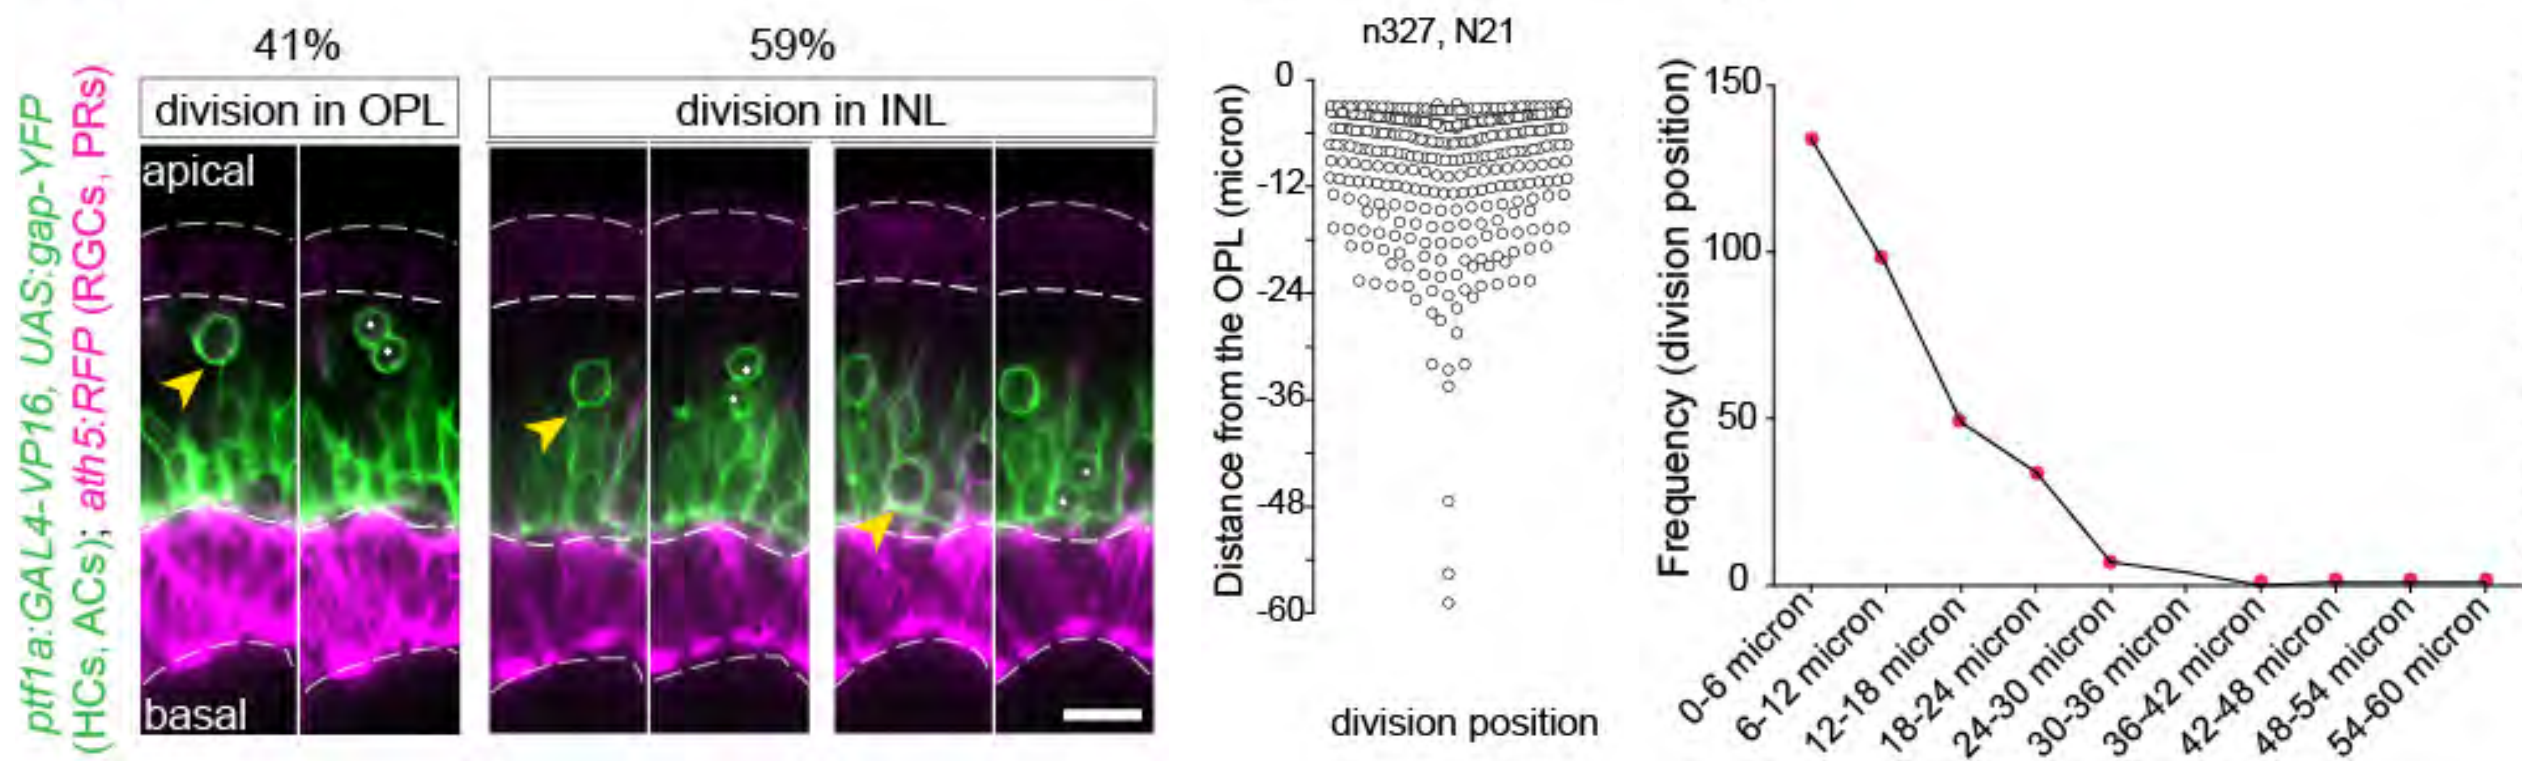 ptf1a:GAL4-VP16, UAS:gap-YFP
(HCs, ACs); ath5:RFP (RGCs, PRs)
41%
division in OPL
59%
division in INL
apical
basal
n327, N21
Distance from the OPL (micron)
0
-12
-24
-36
-48
-60
division position
Frequency (division position)
150
100
50
0
0-6 micron
6-12 micron
12-18 micron
18-24 micron
24-30 micron
30-36 micron
36-42 micron
42-48 micron
48-54 micron
54-60 micron